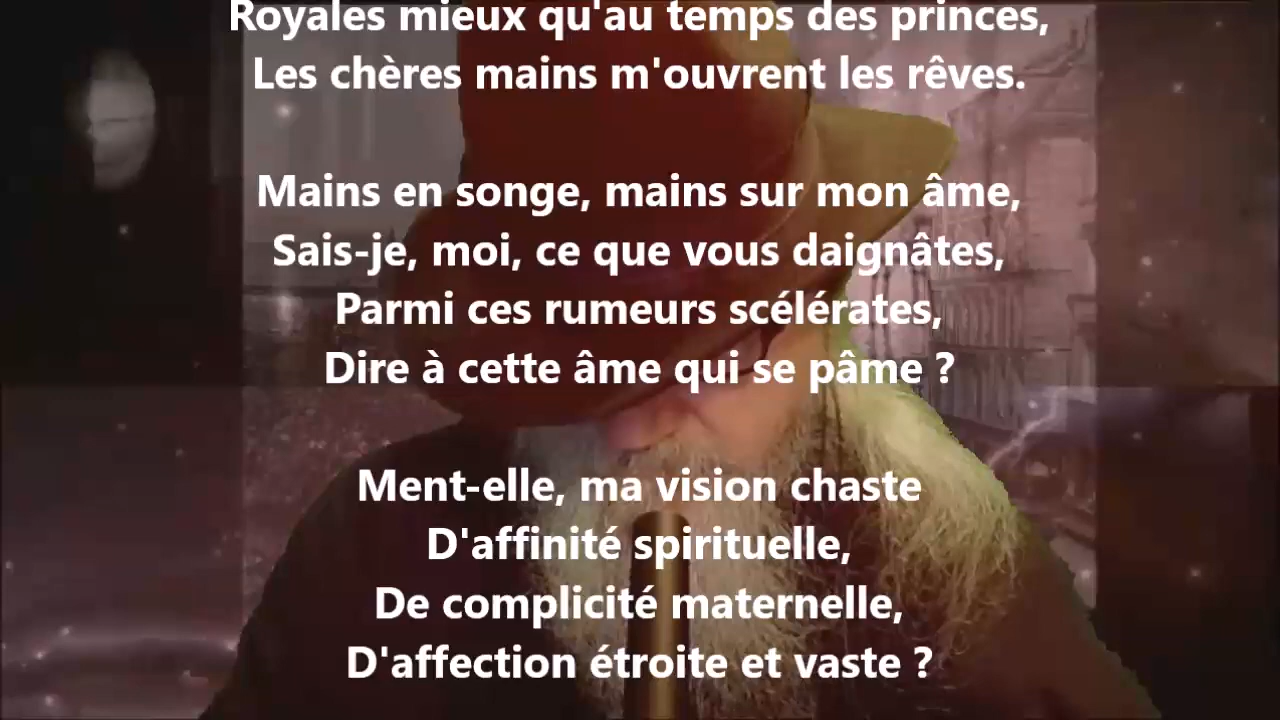 Royales mieux qu'au temps des princes,
Les chères mains m'ouvrent les rêves.
Mains en songe, mains sur mon âme,
Sais-je, moi, ce que vous daignâtes,
Parmi ces rumeurs scélérates,
Dire à cette âme qui se pâme ?
Ment-elle, ma vision chaste
D'affinité spirituelle,
De complicité maternelle,
D'affection étroite et vaste ?